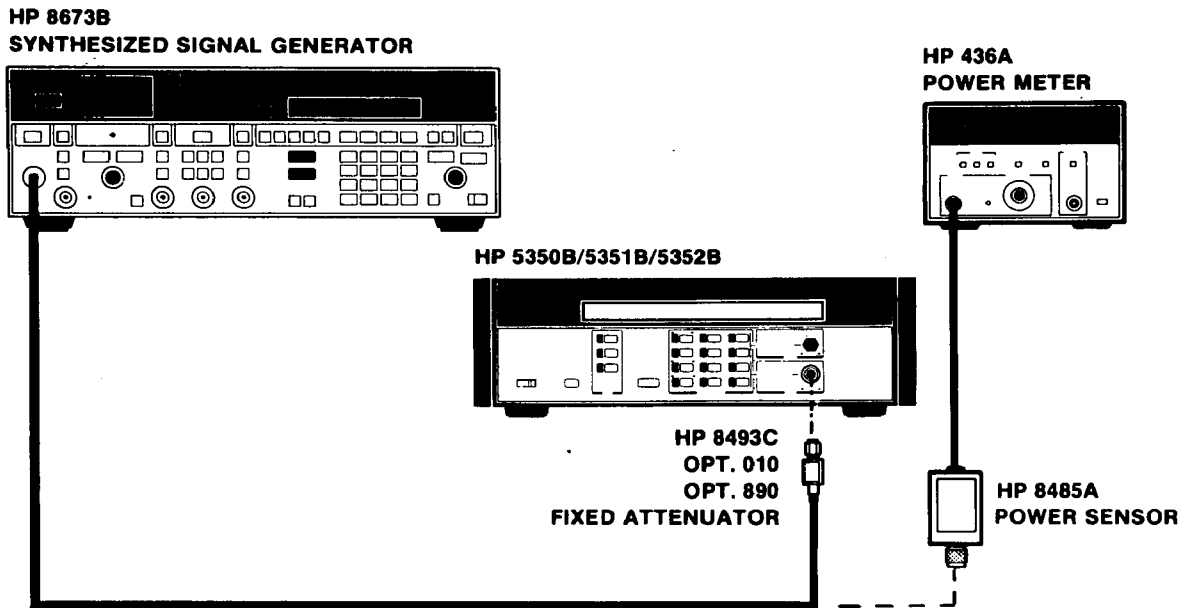 HP 8673B
SYNTHESIZED SIGNAL GENERATOR
HP 436A
POWER METER
HP 5350B/5351B/5352B
HP 8493C
OPT. 010
OPT. 890
FIXED ATTENUATOR
HP 8485A
POWER SENSOR